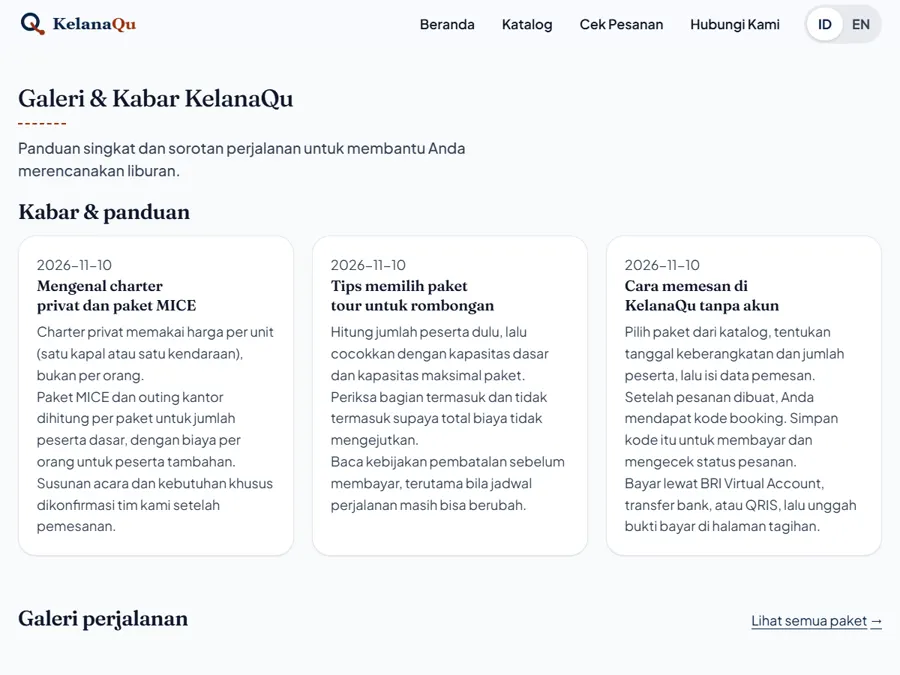 KelanaQu
Beranda
Katalog
Cek Pesanan
Hubungi Kami
ID
EN
Galeri & Kabar KelanaQu
Panduan singkat dan sorotan perjalanan untuk membantu Anda
merencanakan liburan.
Kabar & panduan
2026-11-10
Mengenal charter
privat dan paket MICE
Charter privat memakai harga per unit
(satu kapal atau satu kendaraan),
bukan per orang.
Paket MICE dan outing kantor
dihitung per paket untuk jumlah
peserta dasar, dengan biaya per
orang untuk peserta tambahan.
Susunan acara dan kebutuhan khusus
dikonfirmasi tim kami setelah
pemesanan.
2026-11-10
Tips memilih paket
tour untuk rombongan
Hitung jumlah peserta dulu, lalu
cocokkan dengan kapasitas dasar
dan kapasitas maksimal paket.
Periksa bagian termasuk dan tidak
termasuk supaya total biaya tidak
mengejutkan.
Baca kebijakan pembatalan sebelum
membayar, terutama bila jadwal
perjalanan masih bisa berubah.
2026-11-10
Cara memesan di
KelanaQu tanpa akun
Pilih paket dari katalog, tentukan
tanggal keberangkatan dan jumlah
peserta, lalu isi data pemesan.
Setelah pesanan dibuat, Anda
mendapat kode booking. Simpan
kode itu untuk membayar dan
mengecek status pesanan.
Bayar lewat BRI Virtual Account,
transfer bank, atau QRIS, lalu unggah
bukti bayar di halaman tagihan.
Galeri perjalanan
Lihat semua paket →